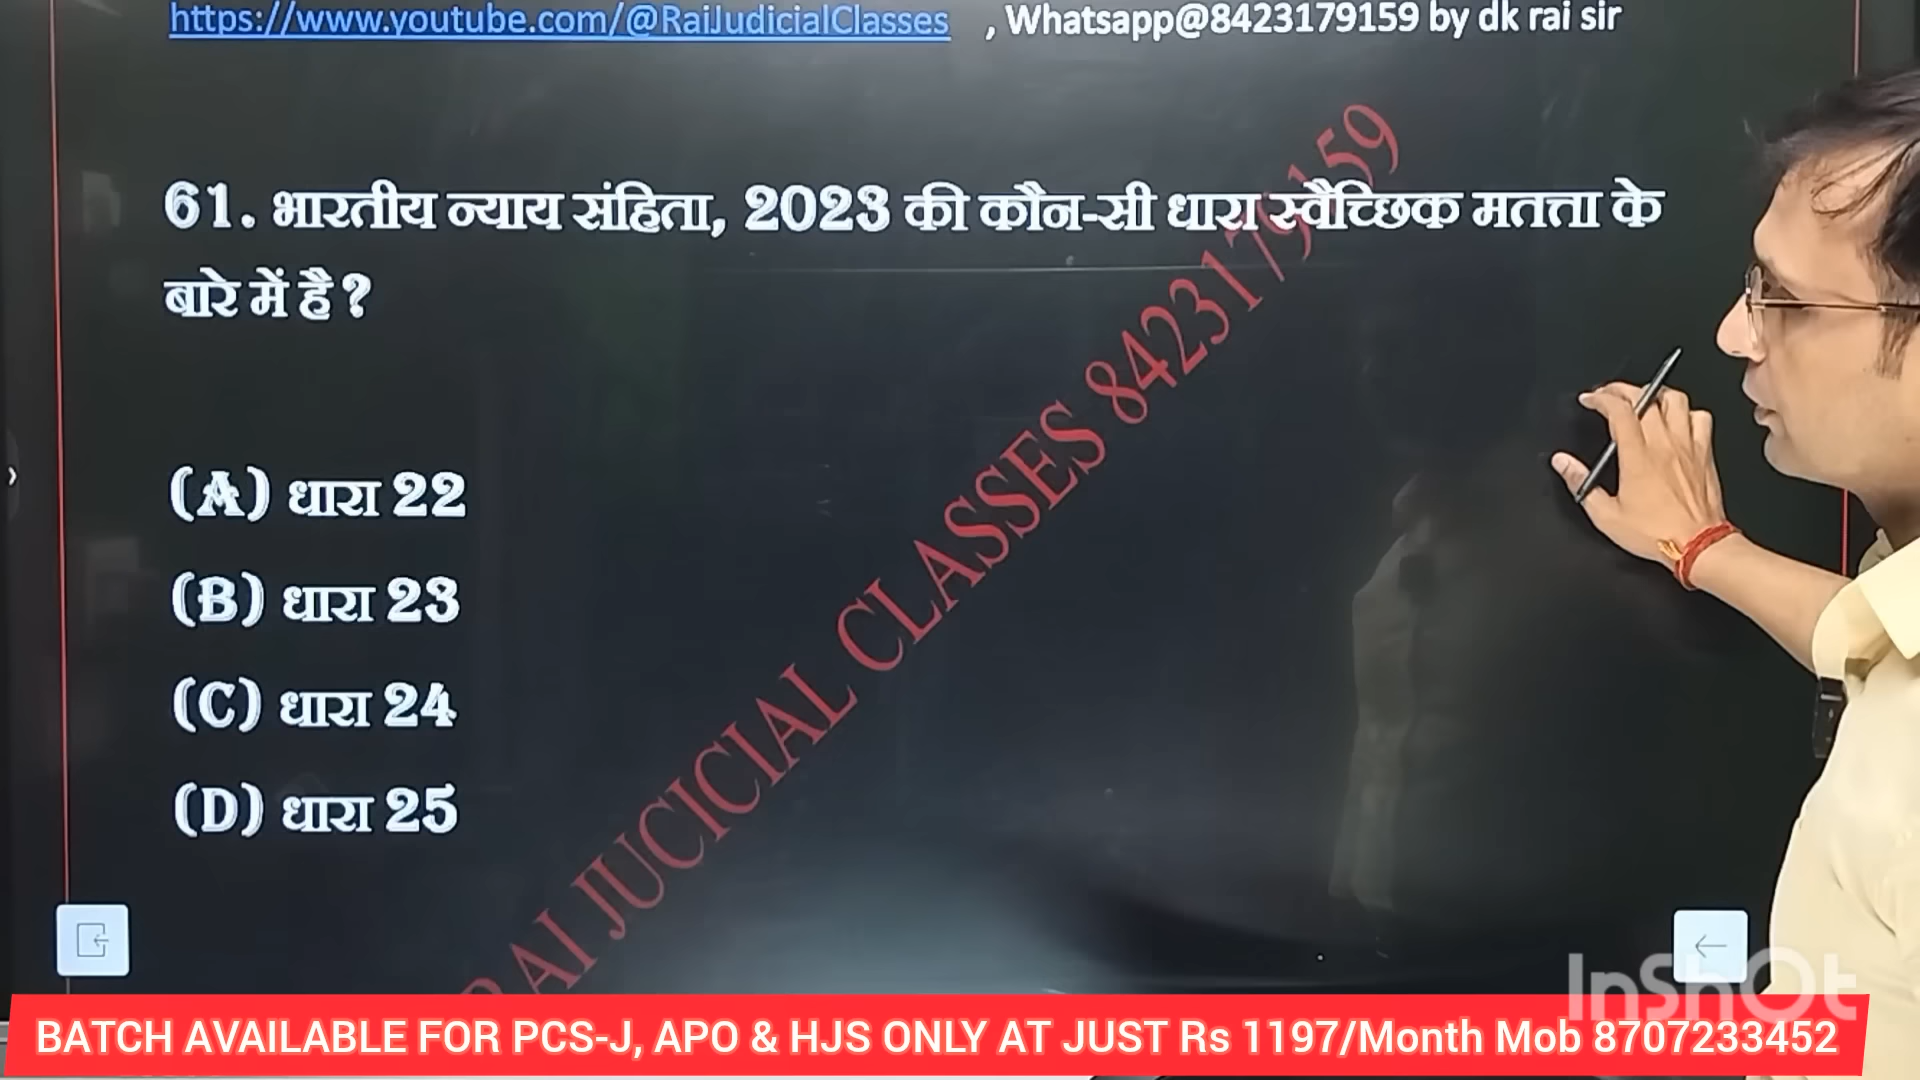 https://www.youtube.com/@RaiJudicialClasses , Whatsapp@8423179159 by dk rai sir
61. भारतीय न्याय संहिता, 2023 की कौन-सी धारा स्वैच्छिक मतत्ता के
बारे में है?
(A) धारा 22
(B) धारा 23
(C) धारा 24
(D) धारा 25
RAI JUCICIAL CLASSES 8423179159
InShOt
BATCH AVAILABLE FOR PCS-J, APO & HJS ONLY AT JUST Rs 1197/Month Mob 8707233452